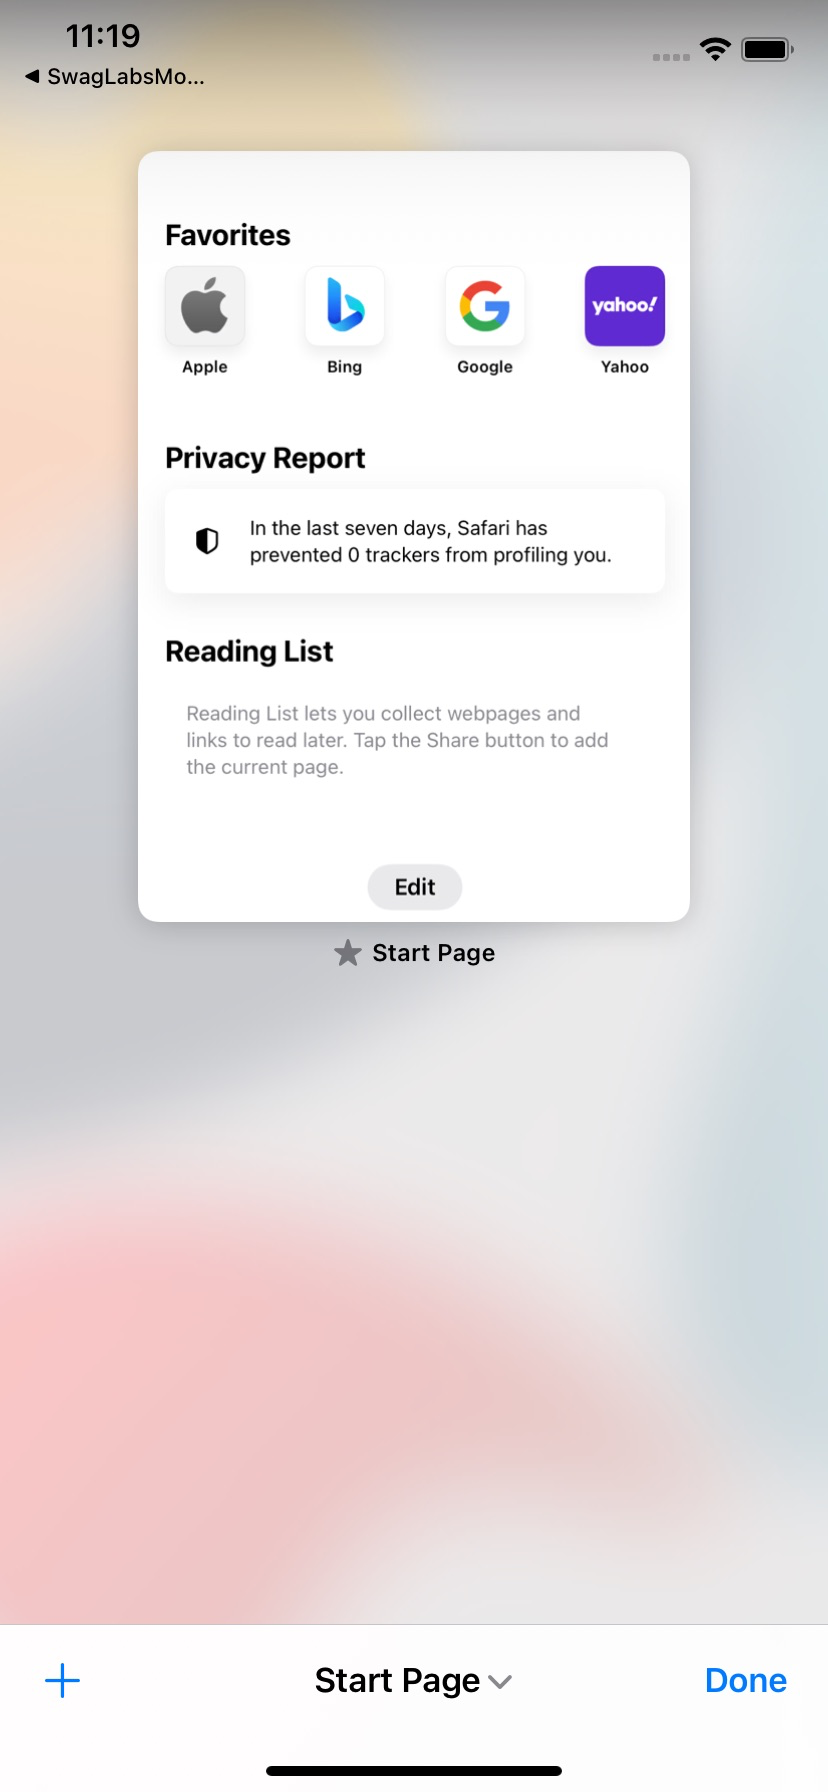 11:19
◀ SwagLabsMo...
Favorites
yahoo!
Apple
Bing
Google
Yahoo
Privacy Report
In the last seven days, Safari has
prevented 0 trackers from profiling you.
Reading List
Reading List lets you collect webpages and
links to read later. Tap the Share button to add
the current page.
Edit
Start Page
Start Page
Done